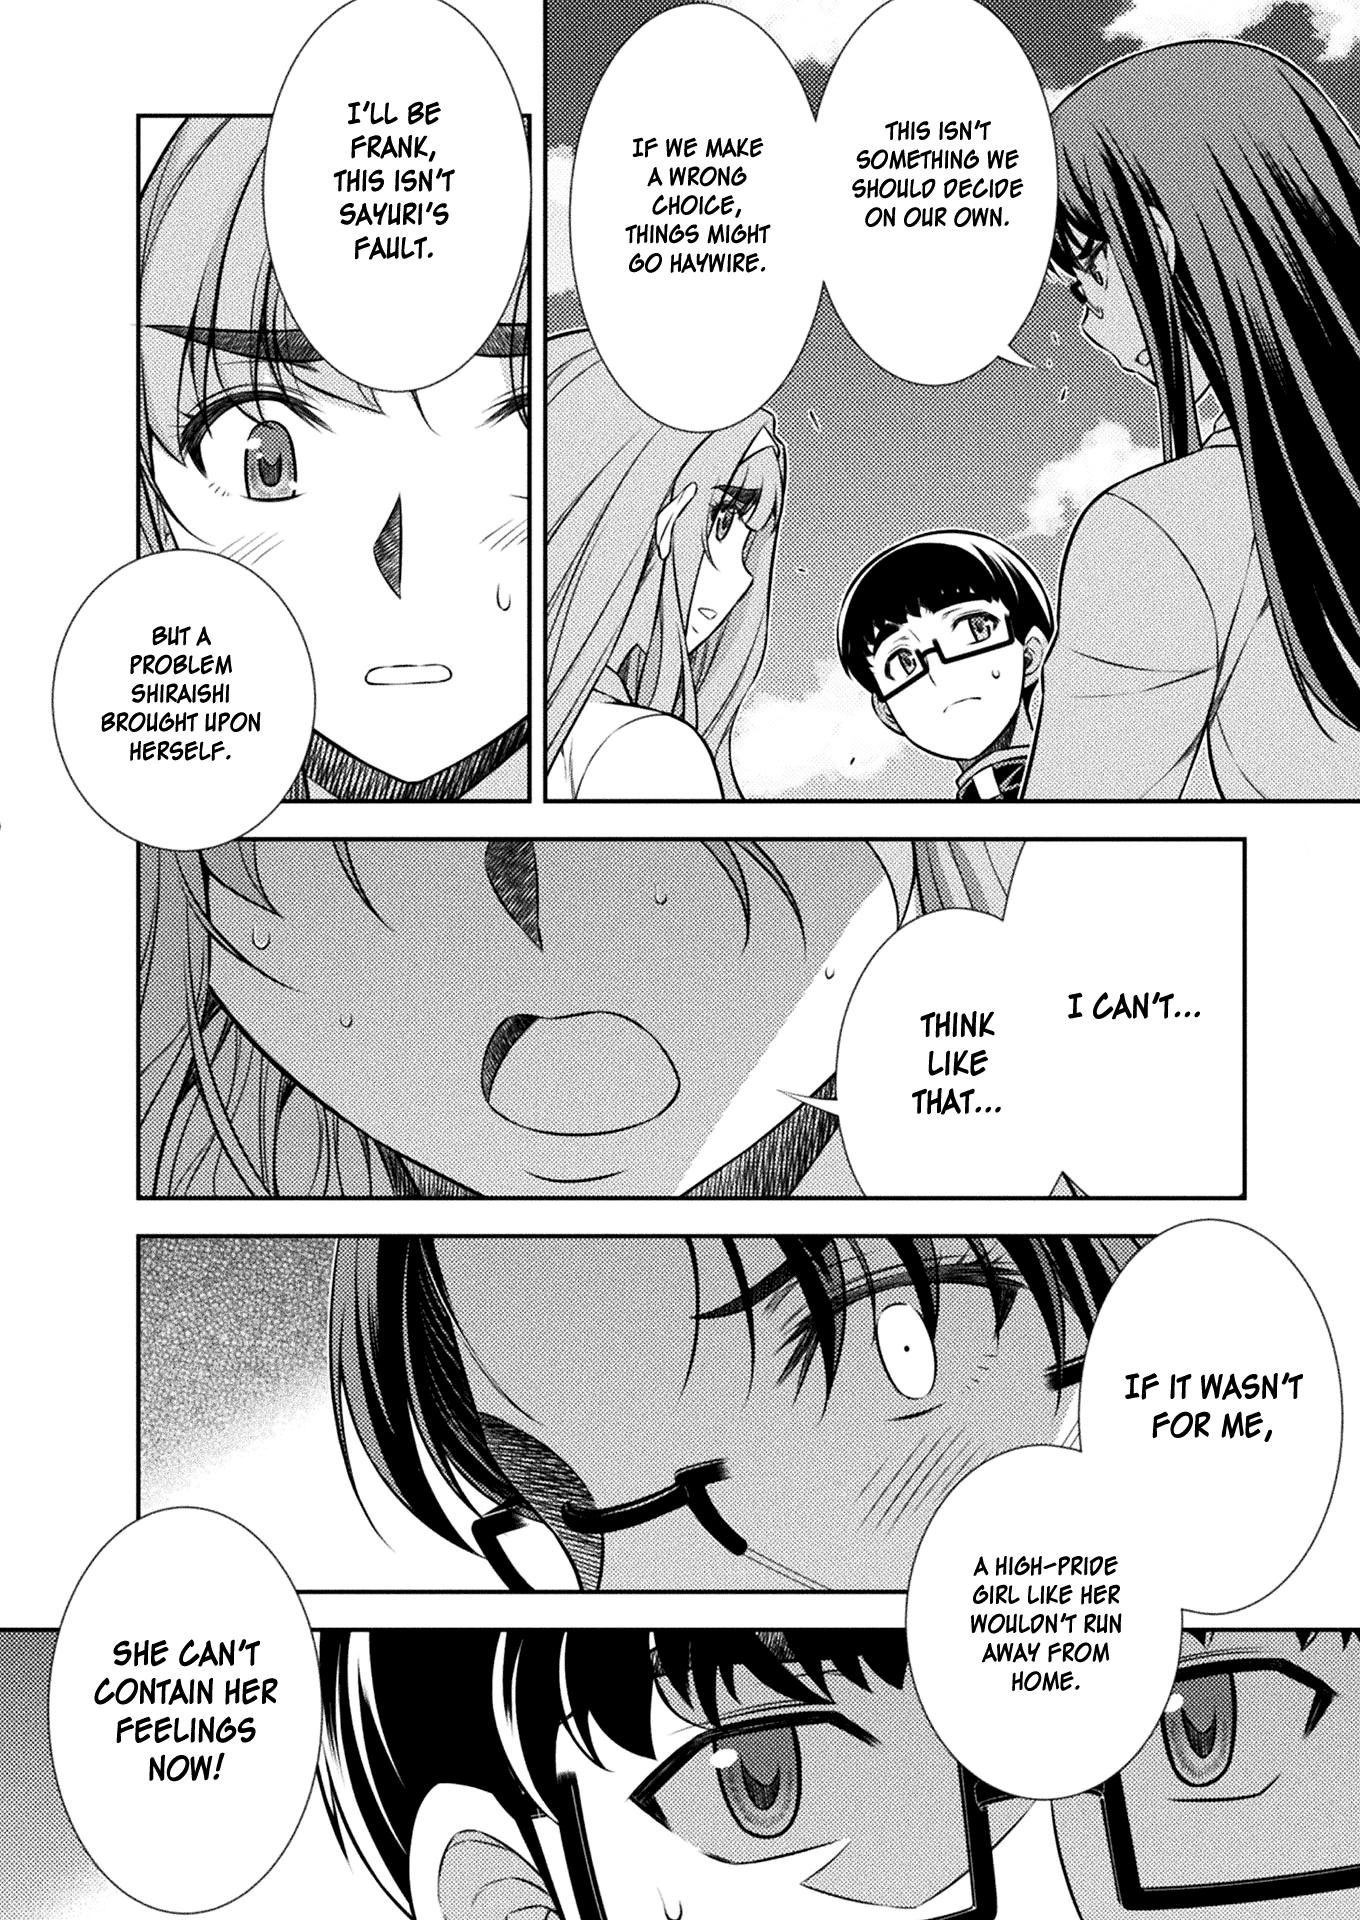 THIS ISN'T
SOMETHING WE
SHOULD DECIDE
ON OUR OWN.
IF WE MAKE
A WRONG
CHOICE,
THINGS MIGHT
GO HAYWIRE.
I'LL BE
FRANK,
THIS ISN'T
SAYURI'S
FAULT.
BUT A
PROBLEM
SHIRAISHI
BROUGHT UPON
HERSELF.
I CAN'T...
THINK
LIKE
THAT...
IF IT WASN'T
FOR ME,
A HIGH-PRIDE
GIRL LIKE HER
WOULDN'T RUN
AWAY FROM
HOME.
SHE CAN'T
CONTAIN HER
FEELINGS
NOW!